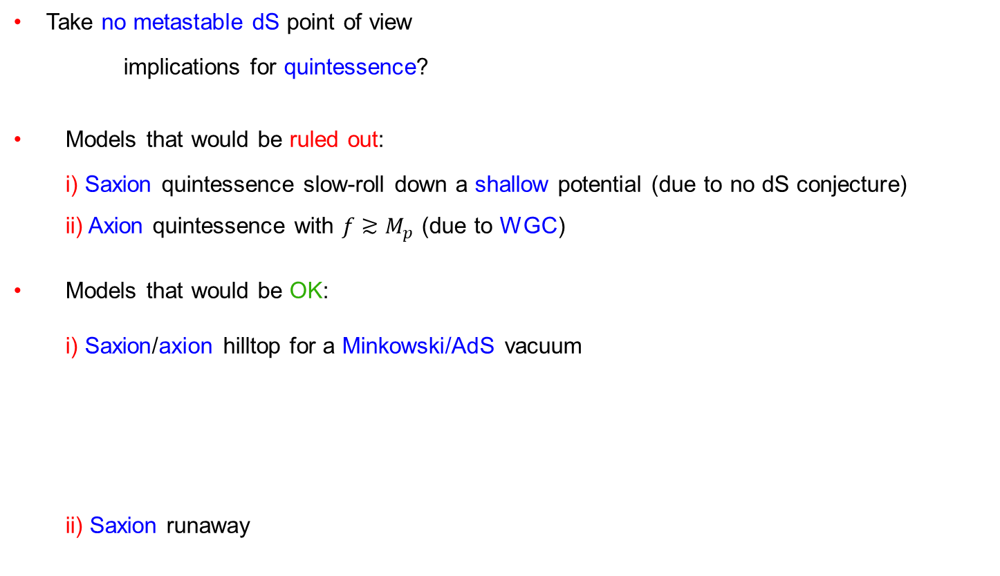 • Take no metastable dS point of view
implications for quintessence?
• Models that would be ruled out:
i) Saxion quintessence slow-roll down a shallow potential (due to no dS conjecture)
ii) Axion quintessence with f ≳ M_p (due to WGC)
• Models that would be OK:
i) Saxion/axion hilltop for a Minkowski/AdS vacuum
ii) Saxion runaway